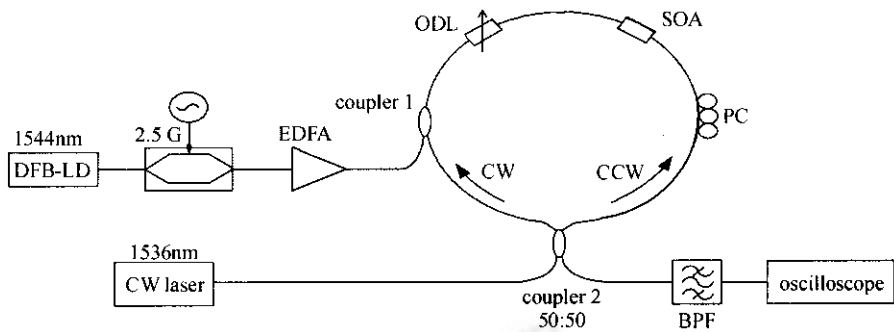 ODL
SOA
coupler 1
1544nm
2.5 G
EDFA
PC
DFB-LD
CW
CCW
1536nm
CW laser
coupler 2
50:50
BPF
oscilloscope